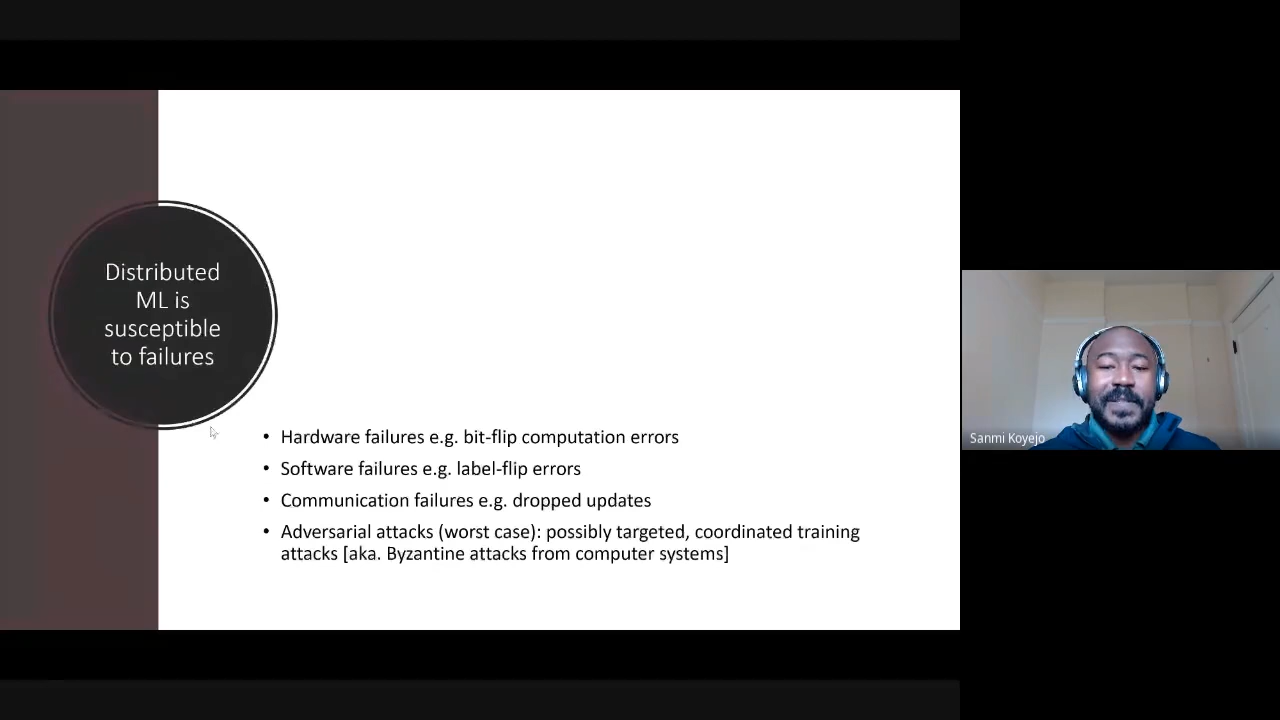 Distributed
ML is
susceptible
to failures
• Hardware failures e.g. bit-flip computation errors
• Software failures e.g. label-flip errors
• Communication failures e.g. dropped updates
• Adversarial attacks (worst case): possibly targeted, coordinated training
attacks [aka. Byzantine attacks from computer systems]
Sanmi Koyejo